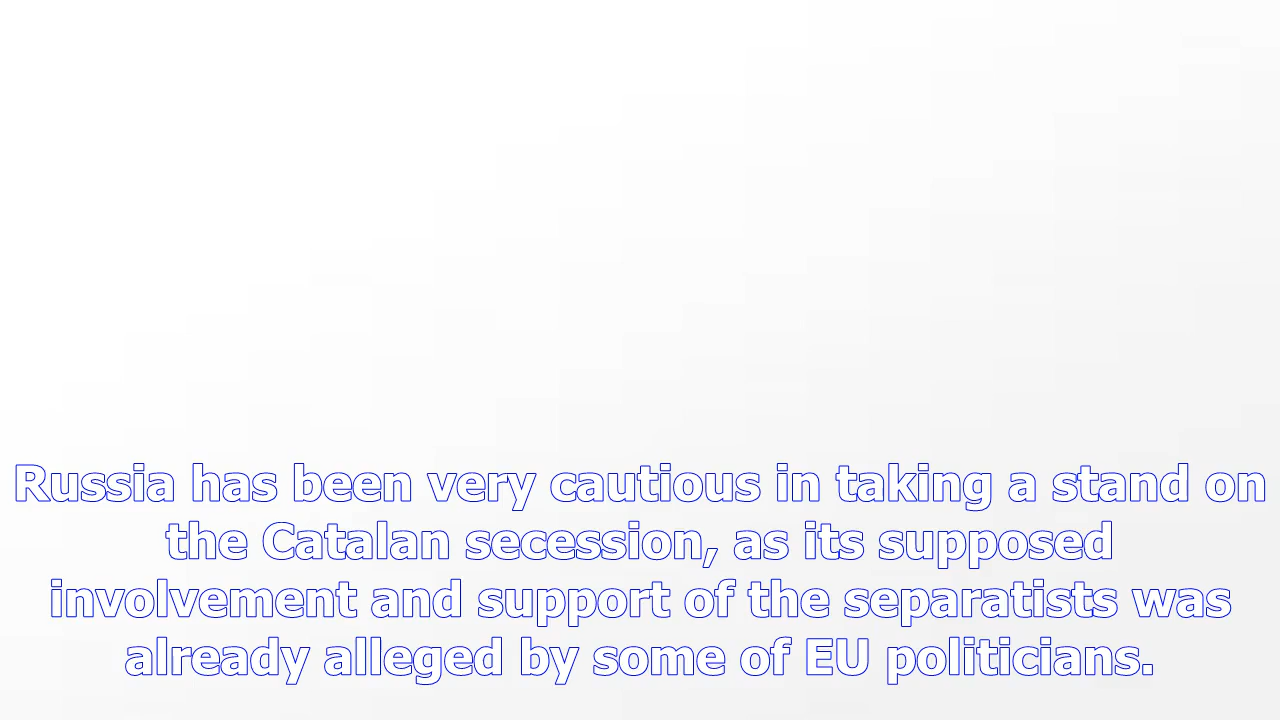 Russia has been very cautious in taking a stand on
the Catalan secession, as its supposed
involvement and support of the separatists was
already alleged by some of EU politicians.